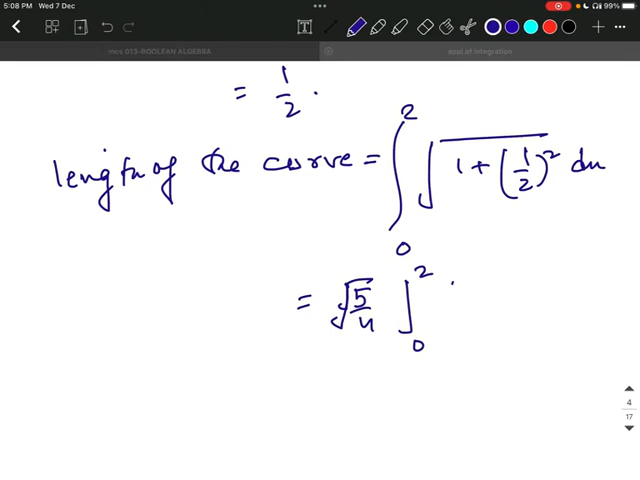 5:08 PM Wed 7 Dec
99%
mcs 013-BOOLEAN ALGEBRA
appl.of integration
= 1/2 .
length of the curve = ∫₀² √(1 + (1/2)²) dx
= √(5/4) ]₀²
4
17